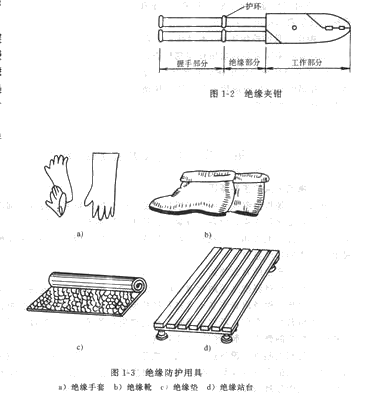 护环
握手部分 绝缘部分 工作部分
图 1-2 绝缘夹钳
a) b)
c) d)
图 1-3 绝缘防护用具
a) 绝缘手套 b) 绝缘靴 c) 绝缘垫 d) 绝缘站台